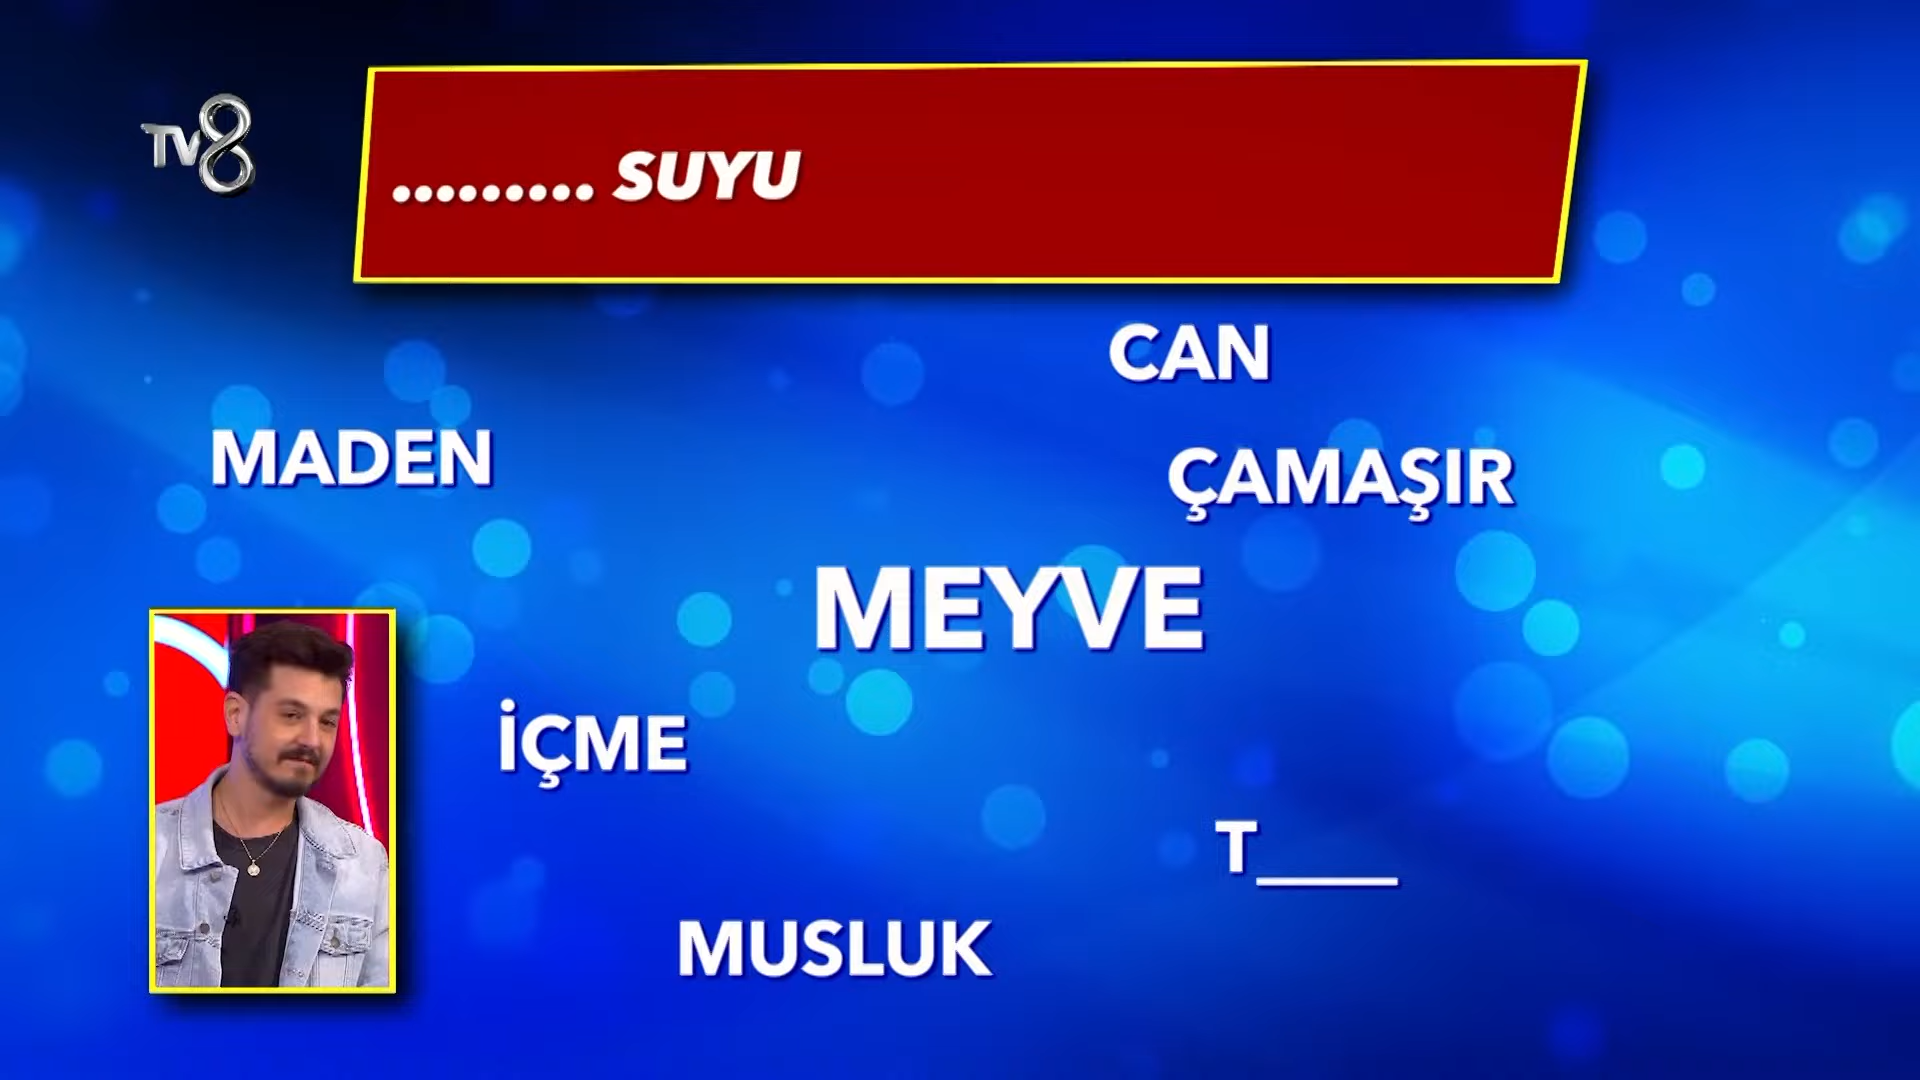 TV8
......... SUYU
CAN
MADEN
ÇAMAŞIR
MEYVE
İÇME
T____
MUSLUK